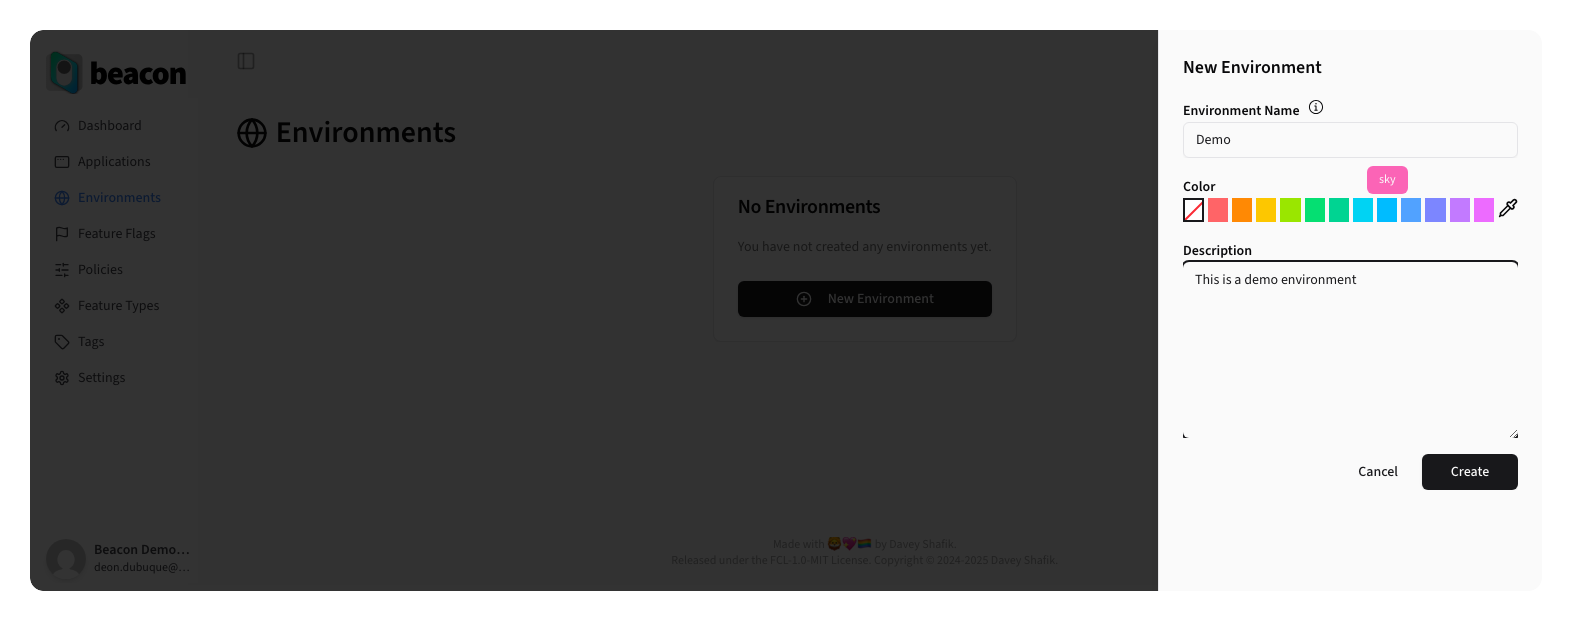 beacon
Dashboard
Applications
Environments
Feature Flags
Policies
Feature Types
Tags
Settings
Beacon Demo...
deon.dubuque@...
Environments
No Environments
You have not created any environments yet.
New Environment
Made with 🦁💖🏳️‍🌈 by Davey Shafik.
Released under the FCL-1.0-MIT License. Copyright © 2024-2025 Davey Shafik.
New Environment
Environment Name
Demo
sky
Color
Description
This is a demo environment
Cancel
Create